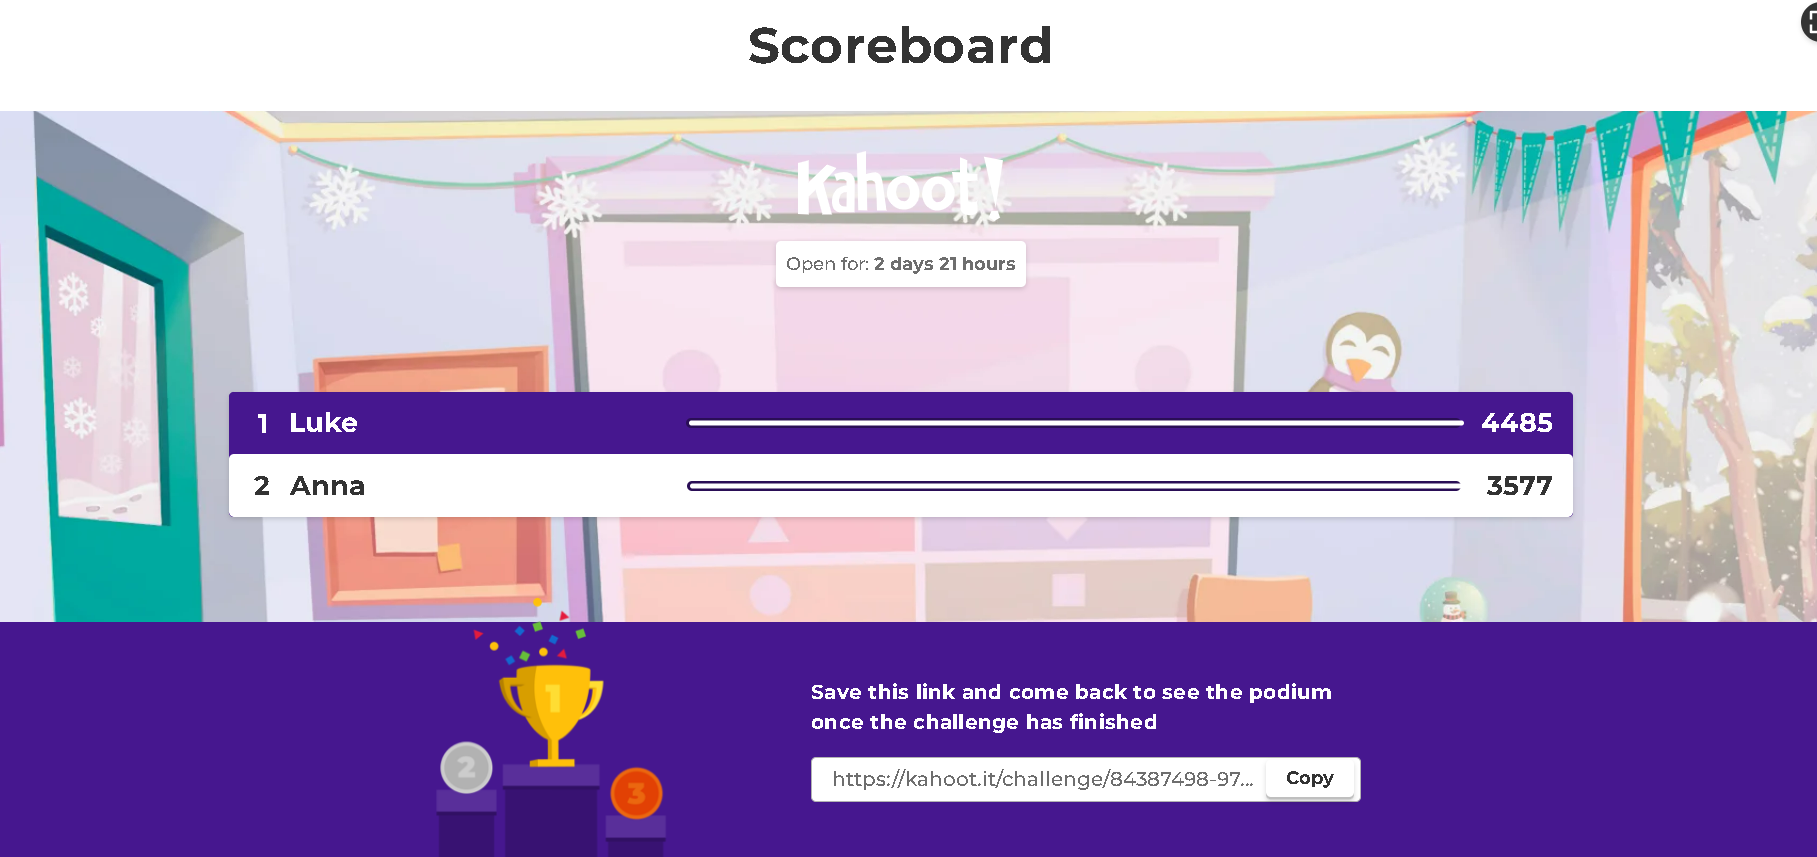 Scoreboard
Kahoot!
Open for: 2 days 21 hours
1 Luke 4485
2 Anna 3577
1
2
3
Save this link and come back to see the podium
once the challenge has finished
https://kahoot.it/challenge/84387498-97... Copy